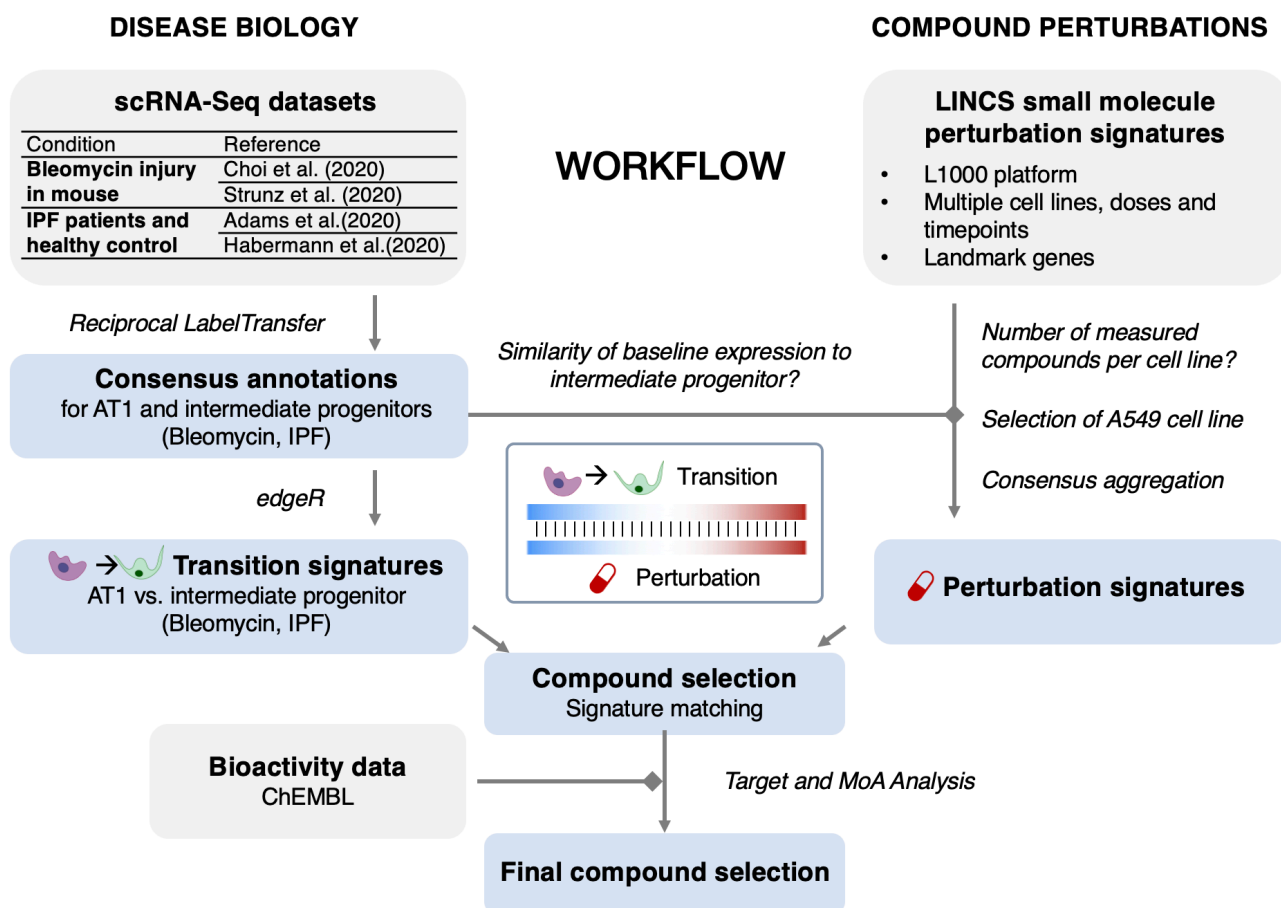 DISEASE BIOLOGY
scRNA-Seq datasets
Condition Reference
Bleomycin injury in mouse
Choi et al. (2020)
Strunz et al. (2020)
IPF patients and healthy control
Adams et al.(2020)
Habermann et al.(2020)
WORKFLOW
COMPOUND PERTURBATIONS
LINCS small molecule
perturbation signatures
• L1000 platform
• Multiple cell lines, doses and
timepoints
• Landmark genes
Reciprocal LabelTransfer
Consensus annotations
for AT1 and intermediate progenitors
(Bleomycin, IPF)
Similarity of baseline expression to
intermediate progenitor?
Number of measured
compounds per cell line?
Selection of A549 cell line
Consensus aggregation
edgeR
Transition
Perturbation
Transition signatures
AT1 vs. intermediate progenitor
(Bleomycin, IPF)
Perturbation signatures
Compound selection
Signature matching
Bioactivity data
ChEMBL
Target and MoA Analysis
Final compound selection